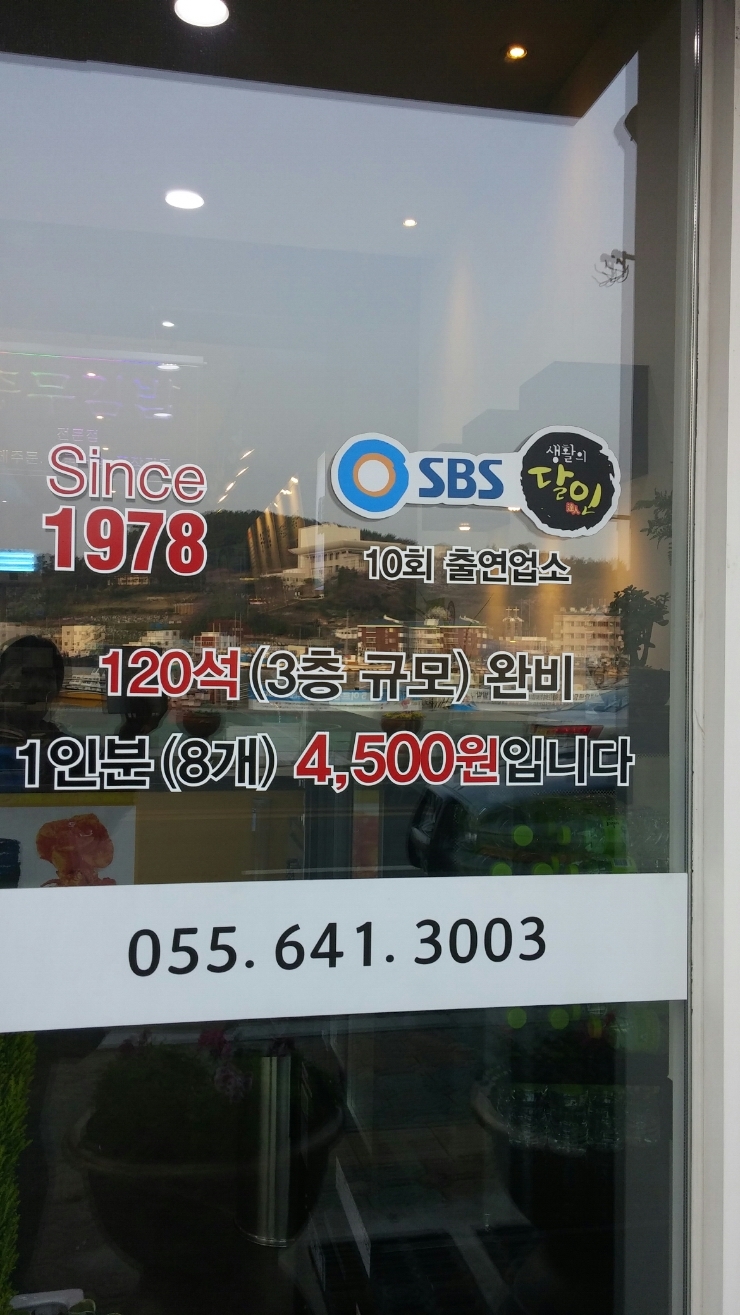 Since
1978
SBS
생활의
달인
10회 출연업소
120석(3층 규모) 완비
1인분(8개) 4,500원입니다
055. 641. 3003